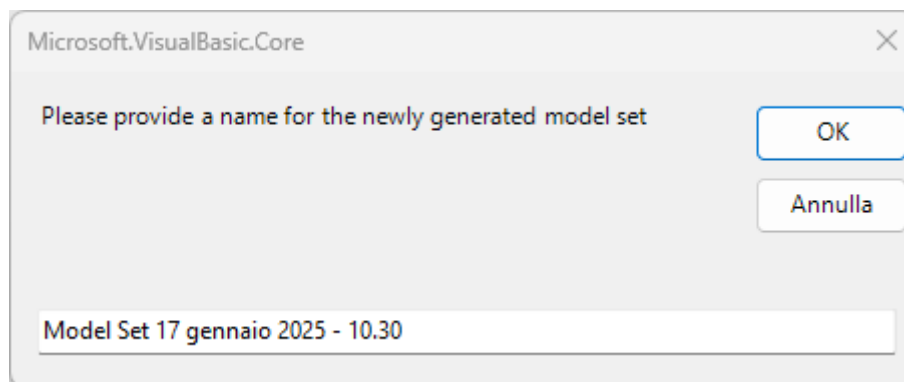 Microsoft.VisualBasic.Core
Please provide a name for the newly generated model set
OK
Annulla
Model Set 17 gennaio 2025 - 10.30